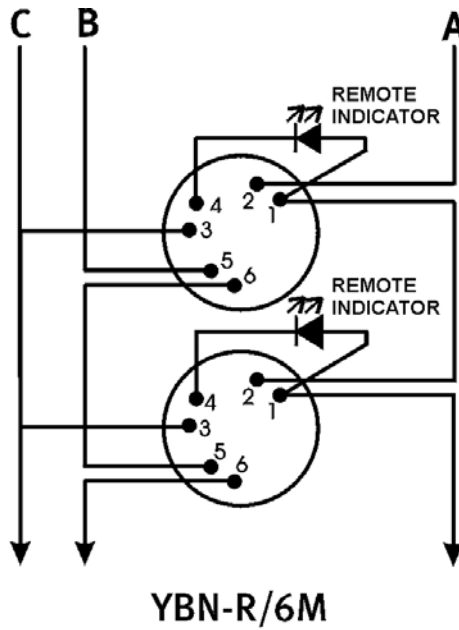 C B A
REMOTE
INDICATOR
4 2 1
3
5
6
REMOTE
INDICATOR
4 2 1
3
5
6
YBN-R/6M